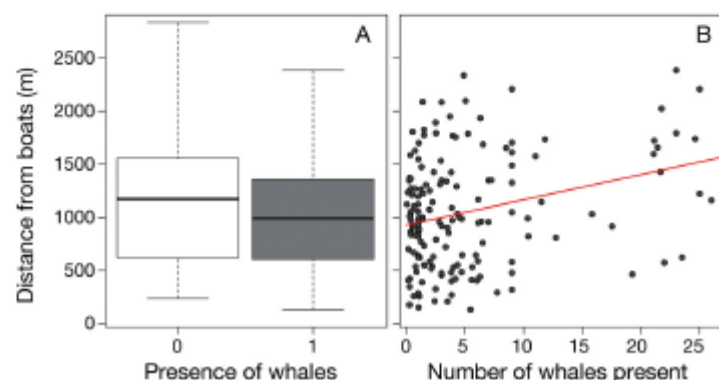 A
B
Distance from boats (m)
2500
2000
1500
1000
500
0
0 1
0 5 10 15 20 25
Presence of whales
Number of whales present